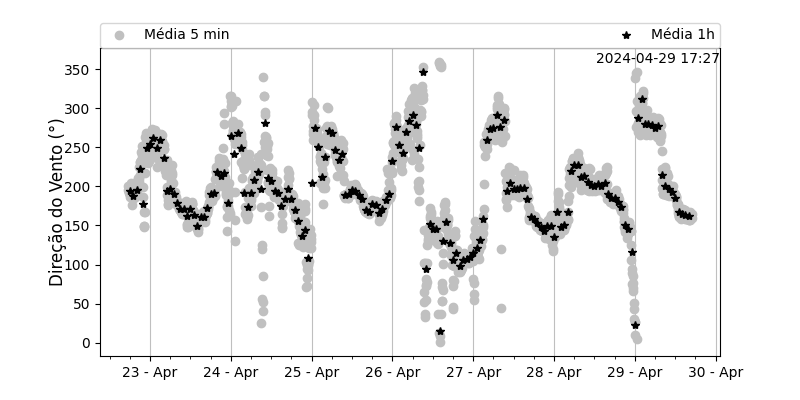 Média 5 min
Média 1h
2024-04-29 17:27
Direção do Vento (°)
350
300
250
200
150
100
50
0
23 - Apr
24 - Apr
25 - Apr
26 - Apr
27 - Apr
28 - Apr
29 - Apr
30 - Apr